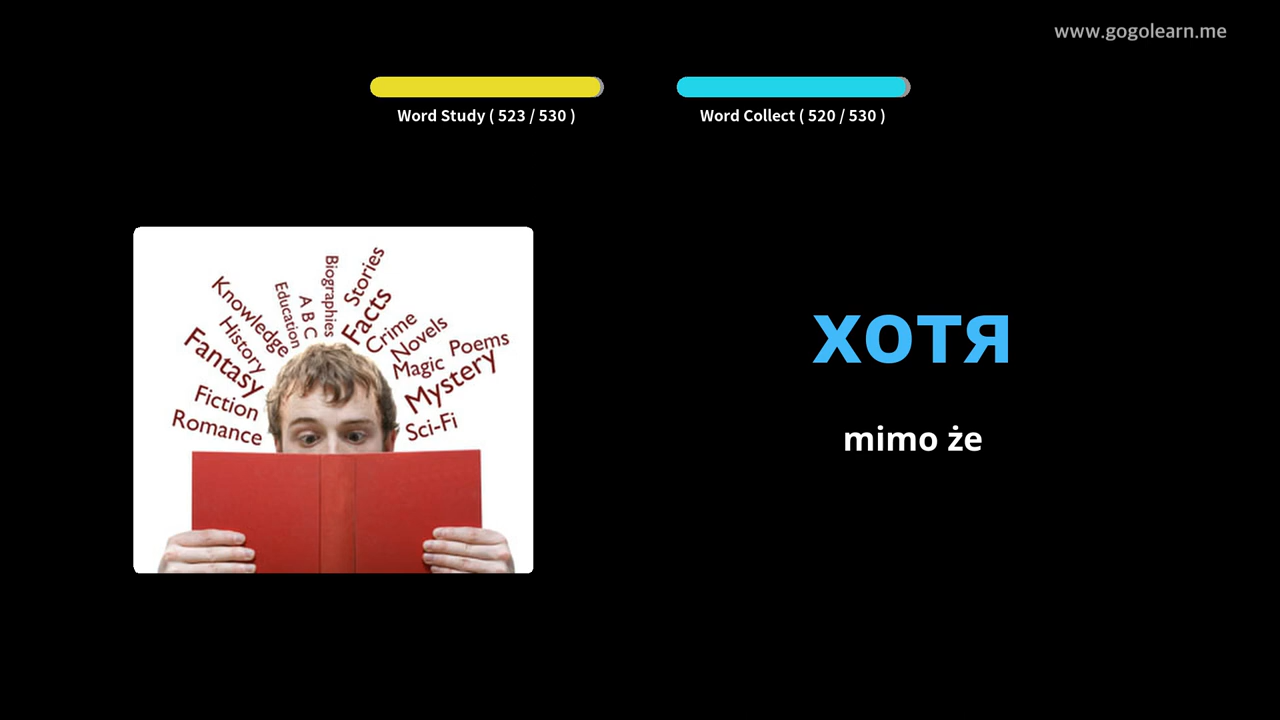 www.gogolearn.me
Word Study ( 523 / 530 )
Word Collect ( 520 / 530 )
Biographies
Stories
Education
A B C
Facts
Knowledge
Crime
History
Novels
Fantasy
Magic
Poems
Mystery
Fiction
Romance
Sci-Fi
хотя
mimo że